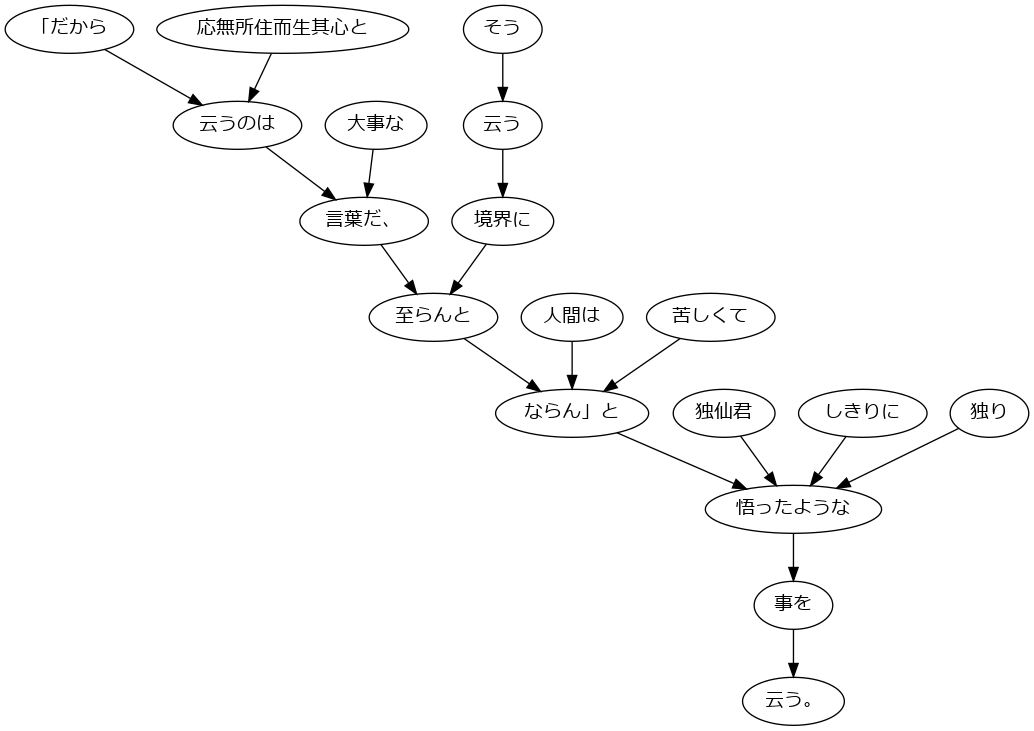 「だから
応無所住而生其心と
そう
云うのは
大事な
云う
言葉だ、
境界に
至らんと
人間は
苦しくて
ならん」と
独仙君
しきりに
独り
悟ったような
事を
云う。